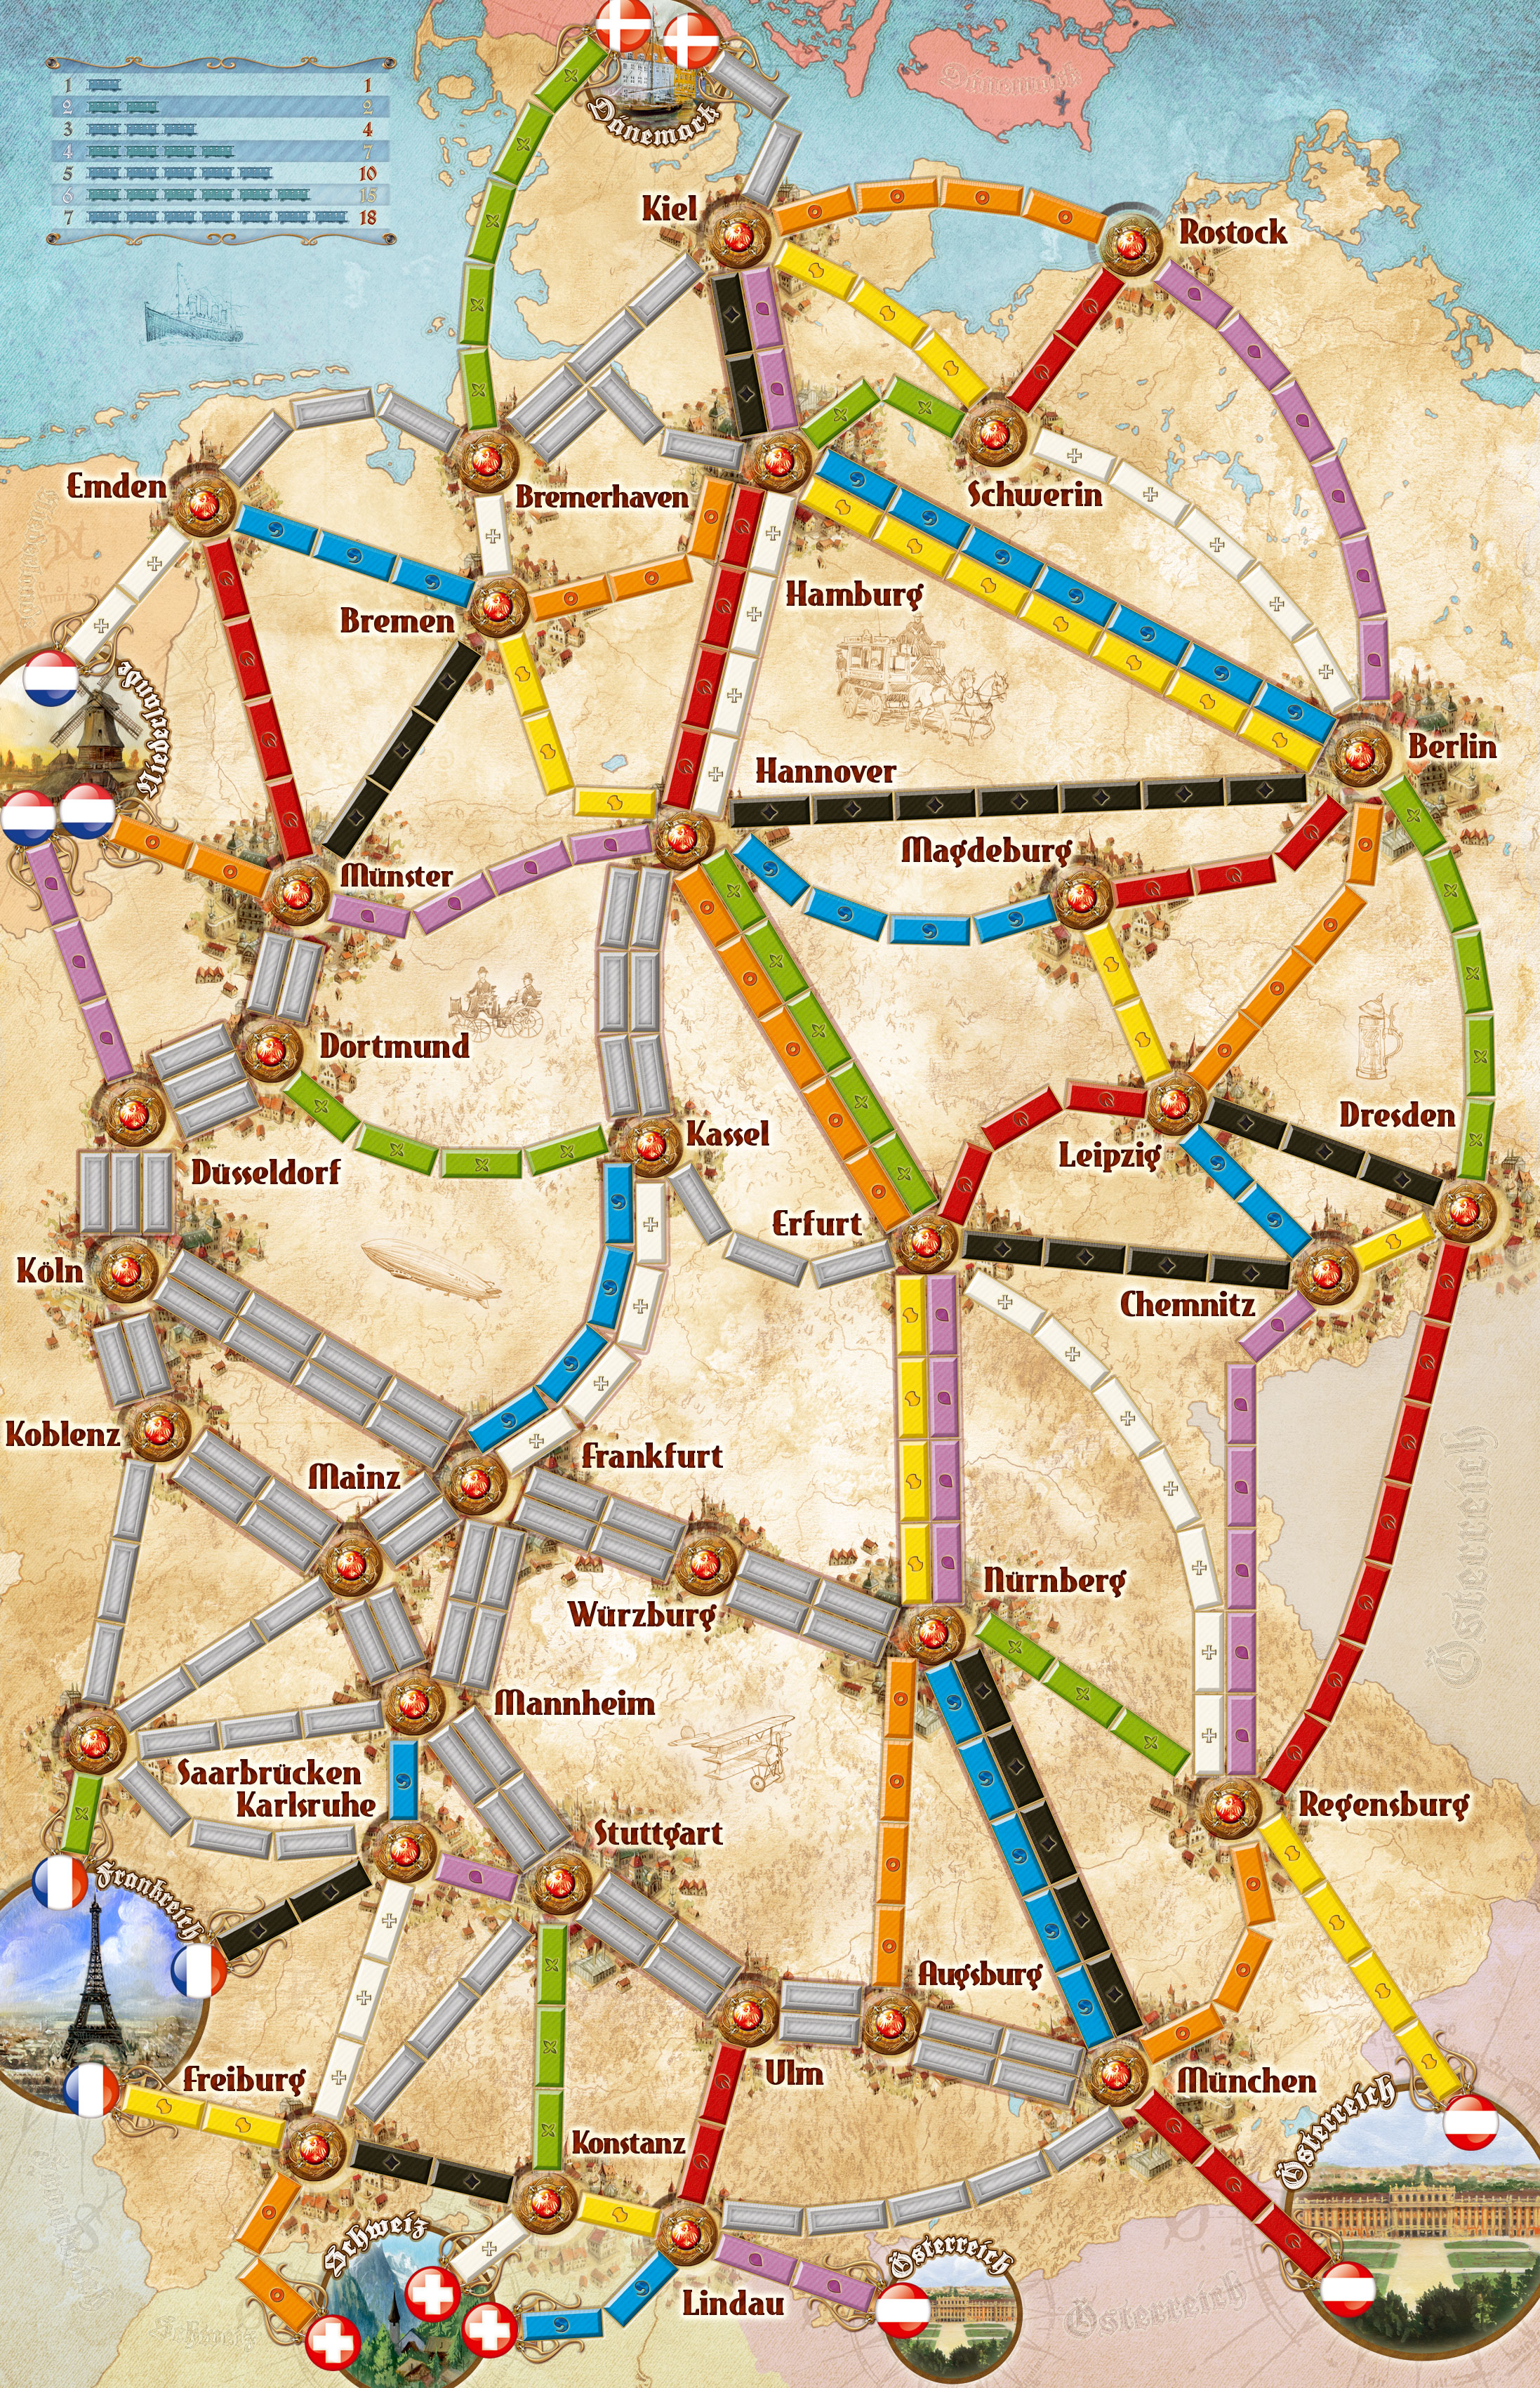 1 1
2 2
3 4
4 7
5 10
6 15
7 18
Dänemark
Dänemark
Kiel
Rostock
Emden
Bremerhaven
Schwerin
Hamburg
Bremen
Niederlande
Berlin
Hannover
Magdeburg
Münster
Dortmund
Dresden
Kassel
Leipzig
Düsseldorf
Erfurt
Köln
Chemnitz
Koblenz
Frankfurt
Mainz
Österreich
Nürnberg
Würzburg
Mannheim
Saarbrücken
Karlsruhe
Regensburg
Stuttgart
Frankreich
Augsburg
Ulm
Freiburg
München
Österreich
Konstanz
Schweiz
Österreich
Lindau
Österreich
Schweiz